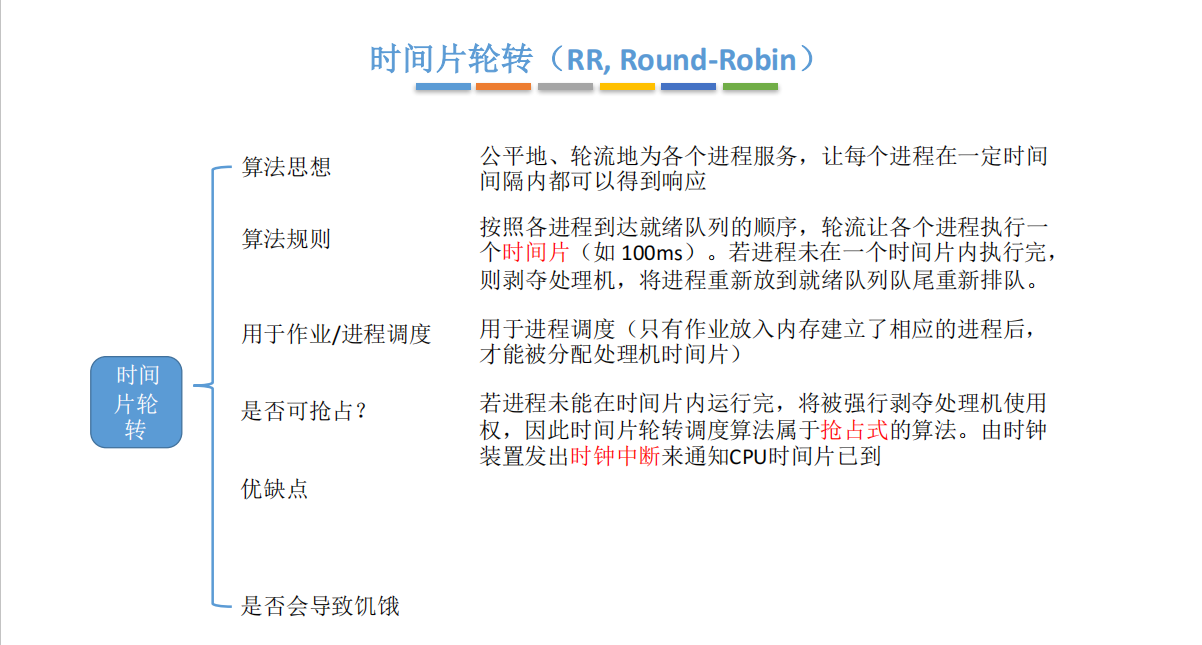 时间片轮转（RR, Round-Robin）
算法思想
公平地、轮流地为各个进程服务，让每个进程在一定时间
间隔内都可以得到响应
算法规则
按照各进程到达就绪队列的顺序，轮流让各个进程执行一
个时间片（如 100ms）。若进程未在一个时间片内执行完，
则剥夺处理机，将进程重新放到就绪队列队尾重新排队。
用于作业/进程调度
用于进程调度（只有作业放入内存建立了相应的进程后，
才能被分配处理机时间片）
时间
片轮
转
是否可抢占？
若进程未能在时间片内运行完，将被强行剥夺处理机使用
权，因此时间片轮转调度算法属于抢占式的算法。由时钟
装置发出时钟中断来通知CPU时间片已到
优缺点
是否会导致饥饿